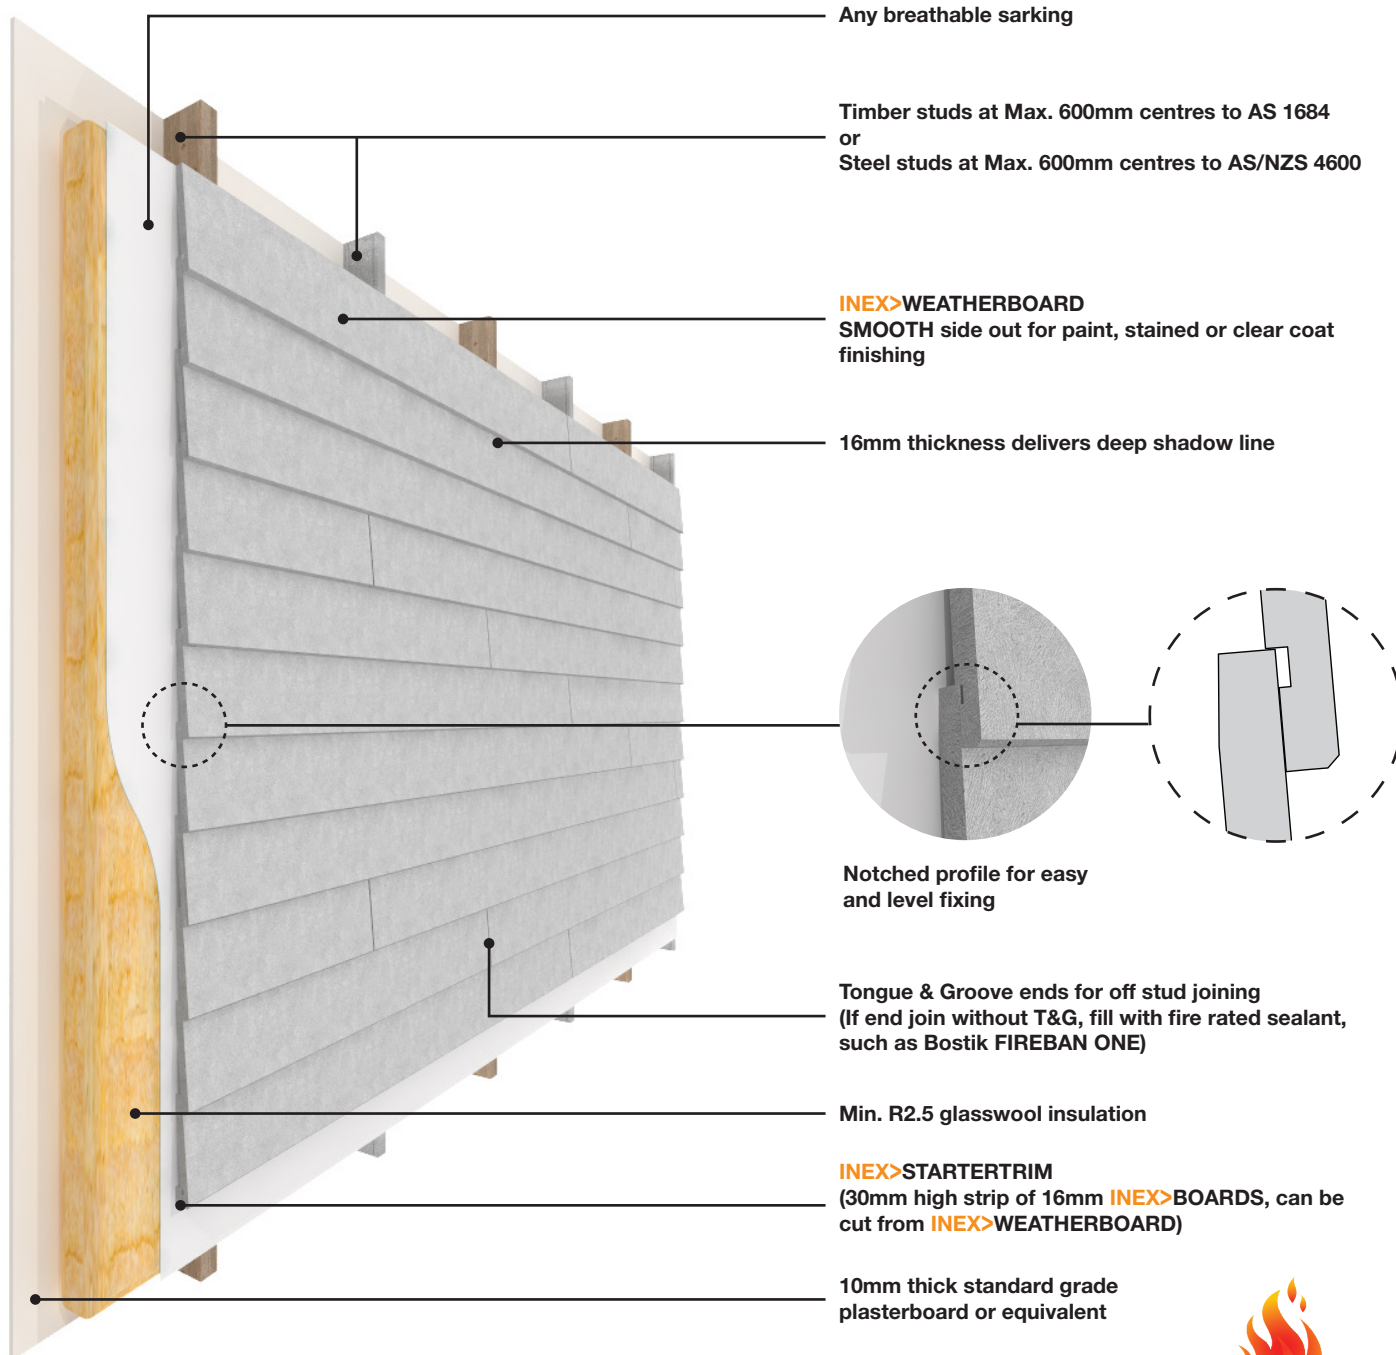 Any breathable sarking
Timber studs at Max. 600mm centres to AS 1684
or
Steel studs at Max. 600mm centres to AS/NZS 4600
INEX>WEATHERBOARD
SMOOTH side out for paint, stained or clear coat
finishing
16mm thickness delivers deep shadow line
Notched profile for easy
and level fixing
Tongue & Groove ends for off stud joining
(If end join without T&G, fill with fire rated sealant,
such as Bostik FIREBAN ONE)
Min. R2.5 glasswool insulation
INEX>STARTERTRIM
(30mm high strip of 16mm INEX>BOARDS, can be
cut from INEX>WEATHERBOARD)
10mm thick standard grade
plasterboard or equivalent